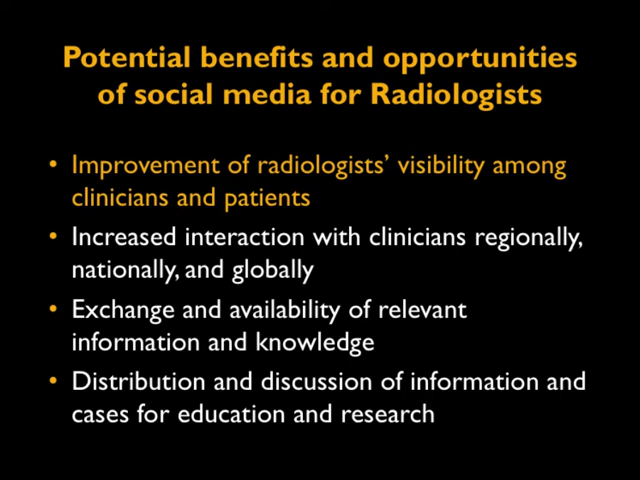 Potential benefits and opportunities
of social media for Radiologists
• Improvement of radiologists’ visibility among
clinicians and patients
• Increased interaction with clinicians regionally,
nationally, and globally
• Exchange and availability of relevant
information and knowledge
• Distribution and discussion of information and
cases for education and research